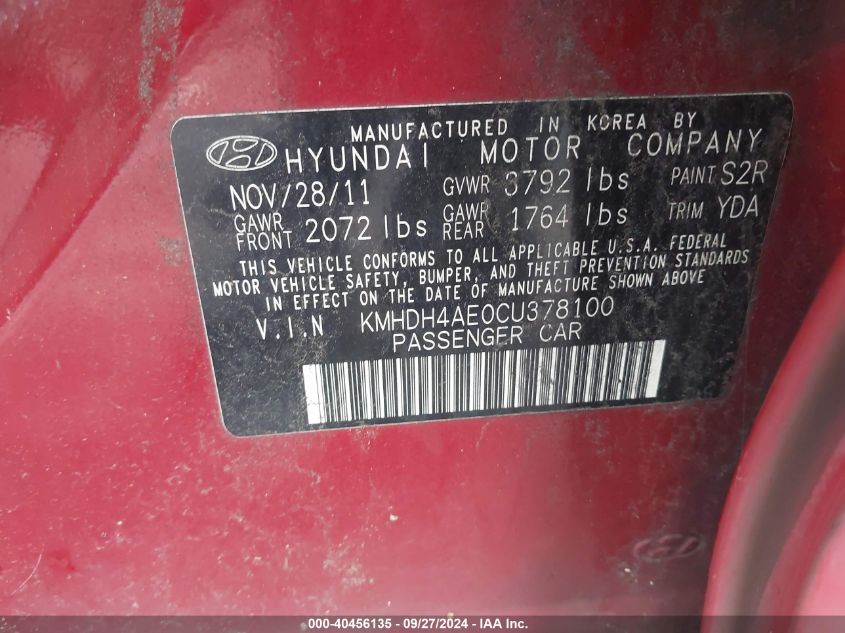 MANUFACTURED IN KOREA BY
HYUNDAI MOTOR COMPANY
NOV/28/11 GVWR 3792 lbs PAINT S2R
GAWR FRONT 2072 lbs GAWR REAR 1764 lbs TRIM YDA
THIS VEHICLE CONFORMS TO ALL APPLICABLE U.S.A. FEDERAL
MOTOR VEHICLE SAFETY, BUMPER, AND THEFT PREVENTION STANDARDS
IN EFFECT ON THE DATE OF MANUFACTURE SHOWN ABOVE
V.I.N KMHDH4AE0CU378100
PASSENGER CAR
000-40456135 - 09/27/2024 - IAA Inc.